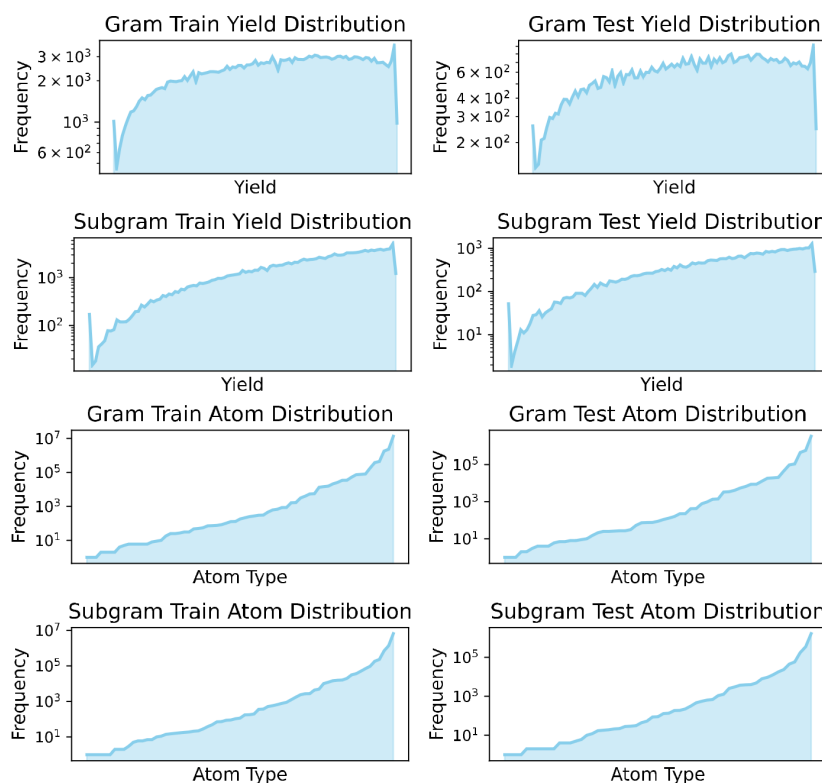 Gram Train Yield Distribution
Frequency
3 × 10³
2 × 10³
10³
6 × 10²
Yield
Gram Test Yield Distribution
Frequency
6 × 10²
4 × 10²
3 × 10²
2 × 10²
Yield
Subgram Train Yield Distribution
Frequency
10³
10²
Yield
Subgram Test Yield Distribution
Frequency
10³
10²
10¹
Yield
Gram Train Atom Distribution
Frequency
10⁷
10⁵
10³
10¹
Atom Type
Gram Test Atom Distribution
Frequency
10⁵
10³
10¹
Atom Type
Subgram Train Atom Distribution
Frequency
10⁷
10⁵
10³
10¹
Atom Type
Subgram Test Atom Distribution
Frequency
10⁵
10³
10¹
Atom Type